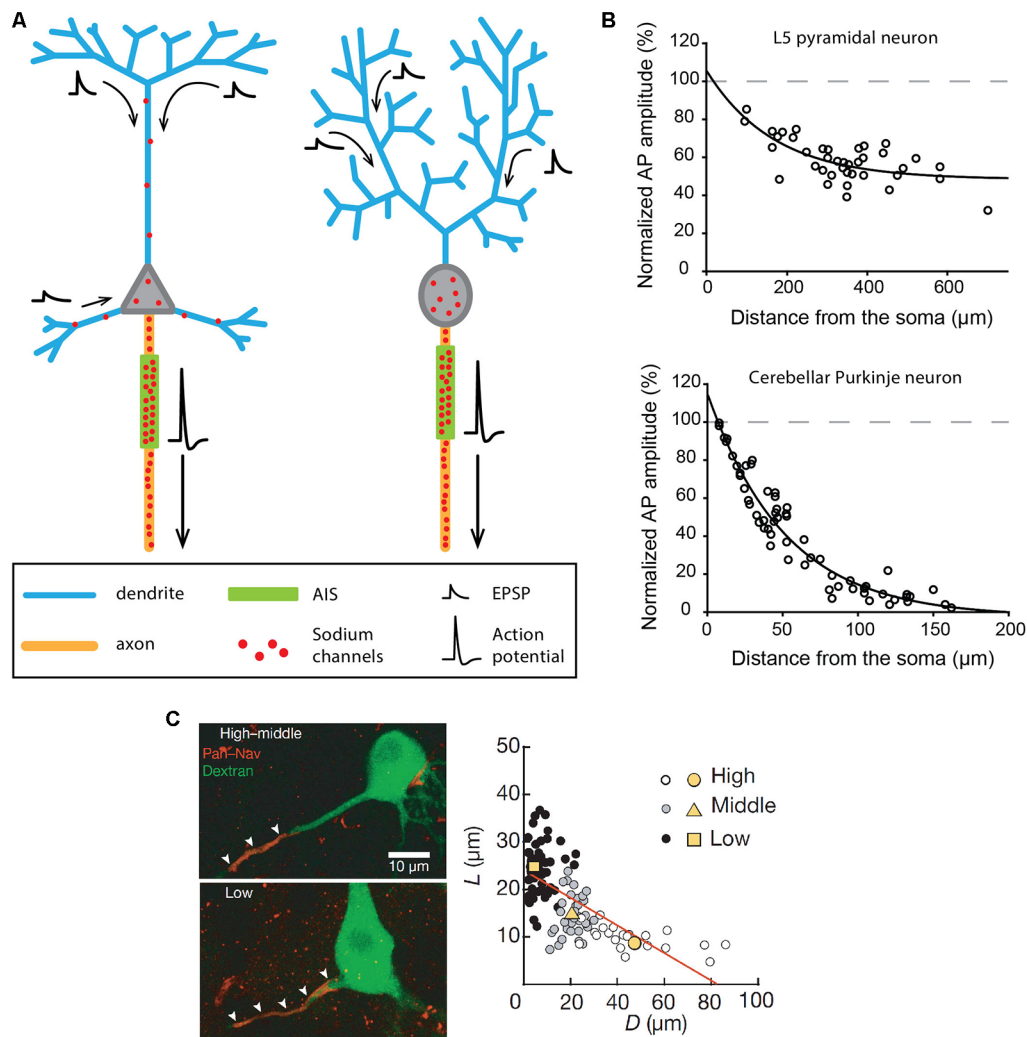 A
dendrite
axon
AIS
Sodium
channels
EPSP
Action
potential
B
L5 pyramidal neuron
Normalized AP amplitude (%)
120
100
80
60
40
20
0
0 200 400 600
Distance from the soma (µm)
Cerebellar Purkinje neuron
Normalized AP amplitude (%)
120
100
80
60
40
20
0
0 50 100 150 200
Distance from the soma (µm)
C
High–middle
Pan–Nav
Dextran
10 µm
Low
L (µm)
50
40
30
20
10
0 20 40 60 80 100
D (µm)
High
Middle
Low